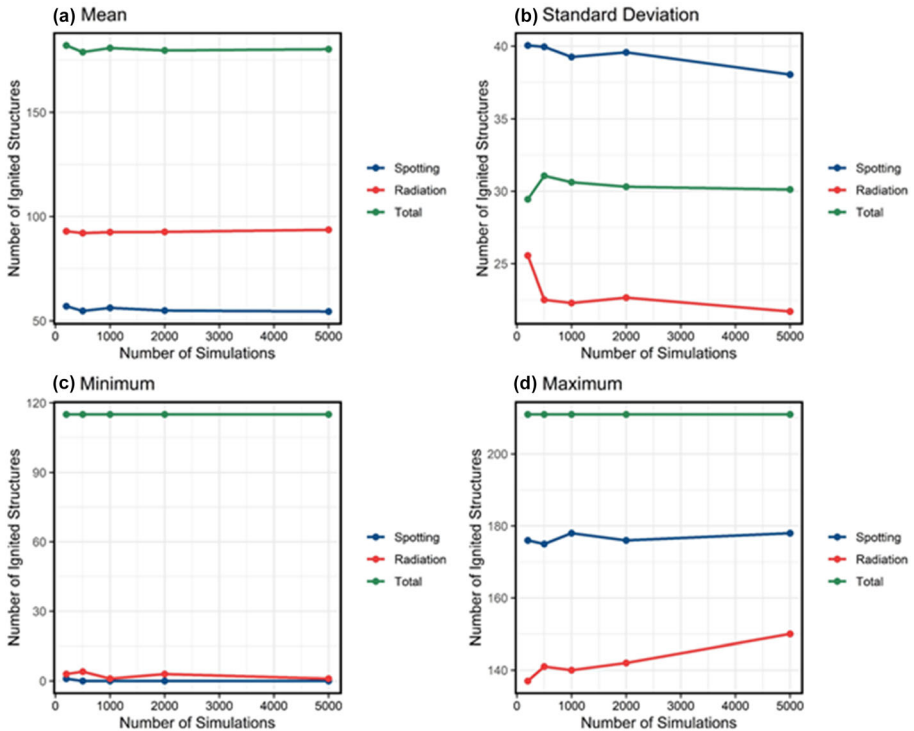 (a) Mean
Number of Ignited Structures
150
100
50
0 1000 2000 3000 4000 5000
Number of Simulations
Spotting
Radiation
Total
(b) Standard Deviation
Number of Ignited Structures
40
35
30
25
0 1000 2000 3000 4000 5000
Number of Simulations
Spotting
Radiation
Total
(c) Minimum
Number of Ignited Structures
120
90
60
30
0
0 1000 2000 3000 4000 5000
Number of Simulations
Spotting
Radiation
Total
(d) Maximum
Number of Ignited Structures
200
180
160
140
0 1000 2000 3000 4000 5000
Number of Simulations
Spotting
Radiation
Total